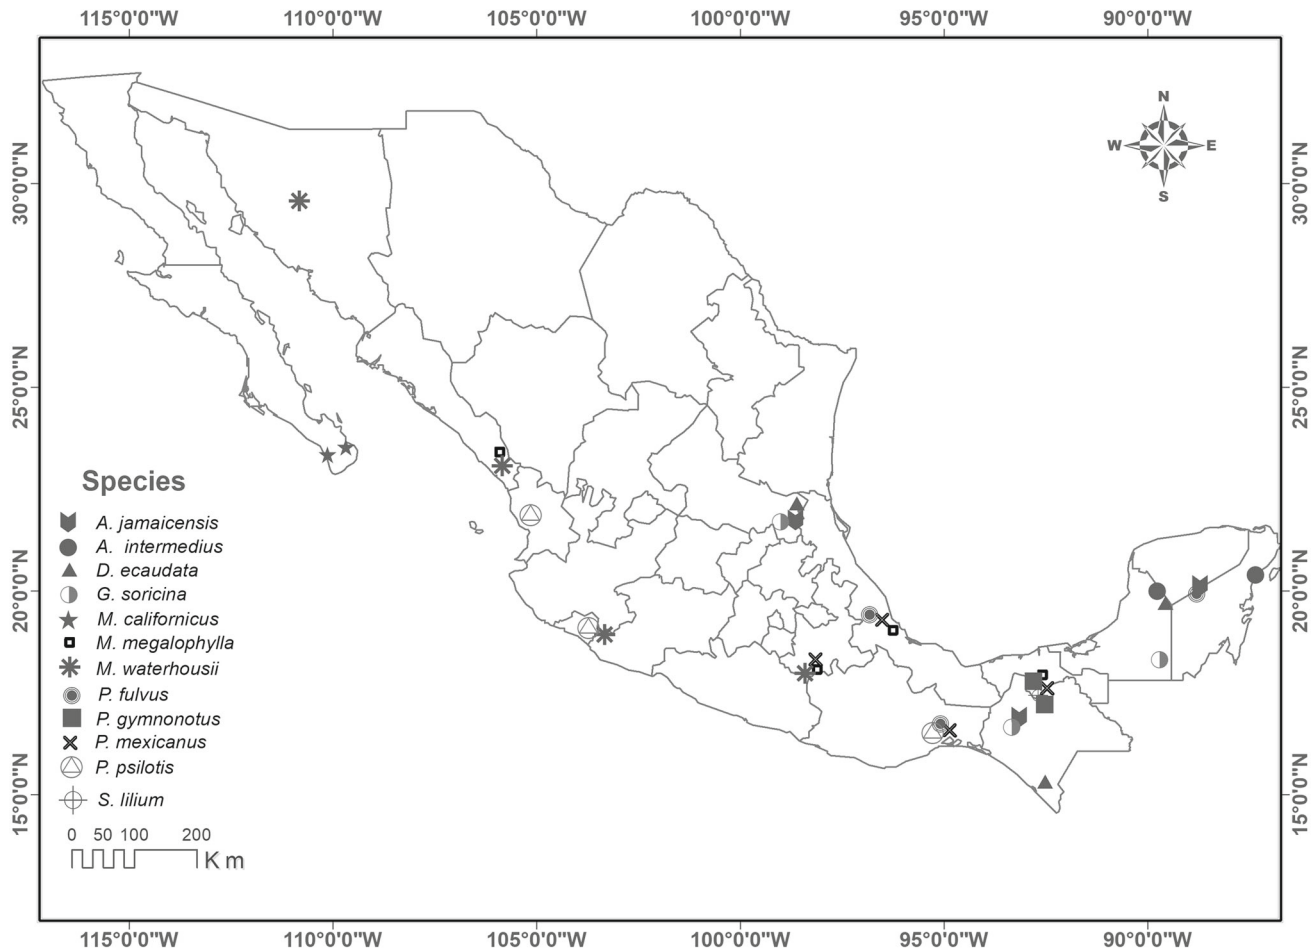 115°0'0"W 110°0'0"W 105°0'0"W 100°0'0"W 95°0'0"W 90°0'0"W
30°0'0"N
25°0'0"N
20°0'0"N
15°0'0"N
N
W E
S
30°0'0"N
25°0'0"N
20°0'0"N
15°0'0"N
Species
A. jamaicensis
A. intermedius
D. ecaudata
G. soricina
M. californicus
M. megalophylla
M. waterhousii
P. fulvus
P. gymnonotus
P. mexicanus
P. psilotis
S. lilium
0 50 100 200
Km
115°0'0"W 110°0'0"W 105°0'0"W 100°0'0"W 95°0'0"W 90°0'0"W